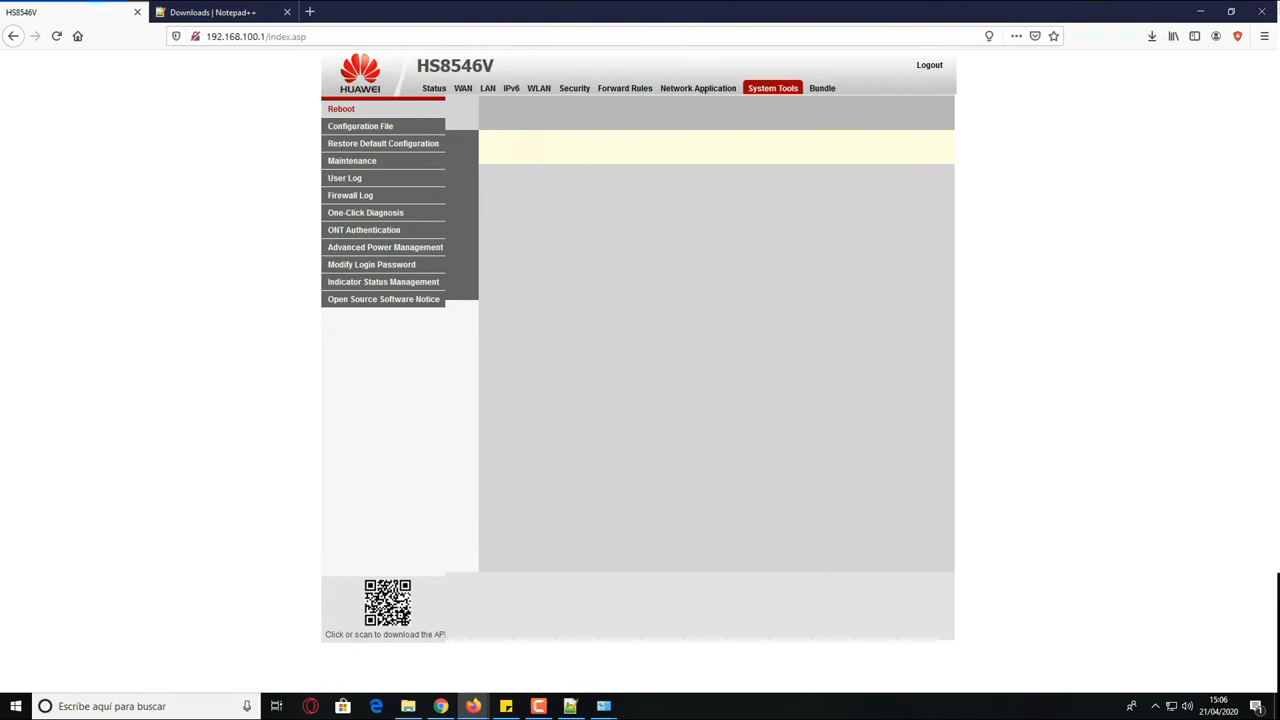 HS8546V
Downloads | Notepad++
192.168.100.1/index.asp
HUAWEI
HS8546V
Logout
Status WAN LAN IPv6 WLAN Security Forward Rules Network Application System Tools Bundle
Reboot
Configuration File
Restore Default Configuration
Maintenance
User Log
Firewall Log
One-Click Diagnosis
ONT Authentication
Advanced Power Management
Modify Login Password
Indicator Status Management
Open Source Software Notice
Click or scan to download the AP
Escribe aquí para buscar
15:06
21/04/2020
1